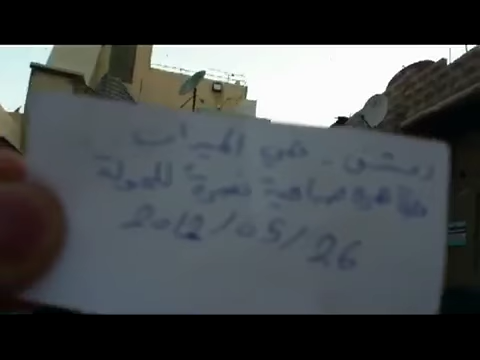 دمشق - حي الميدان
مظاهرة صباحية نصرة للحولة
2012/05/26